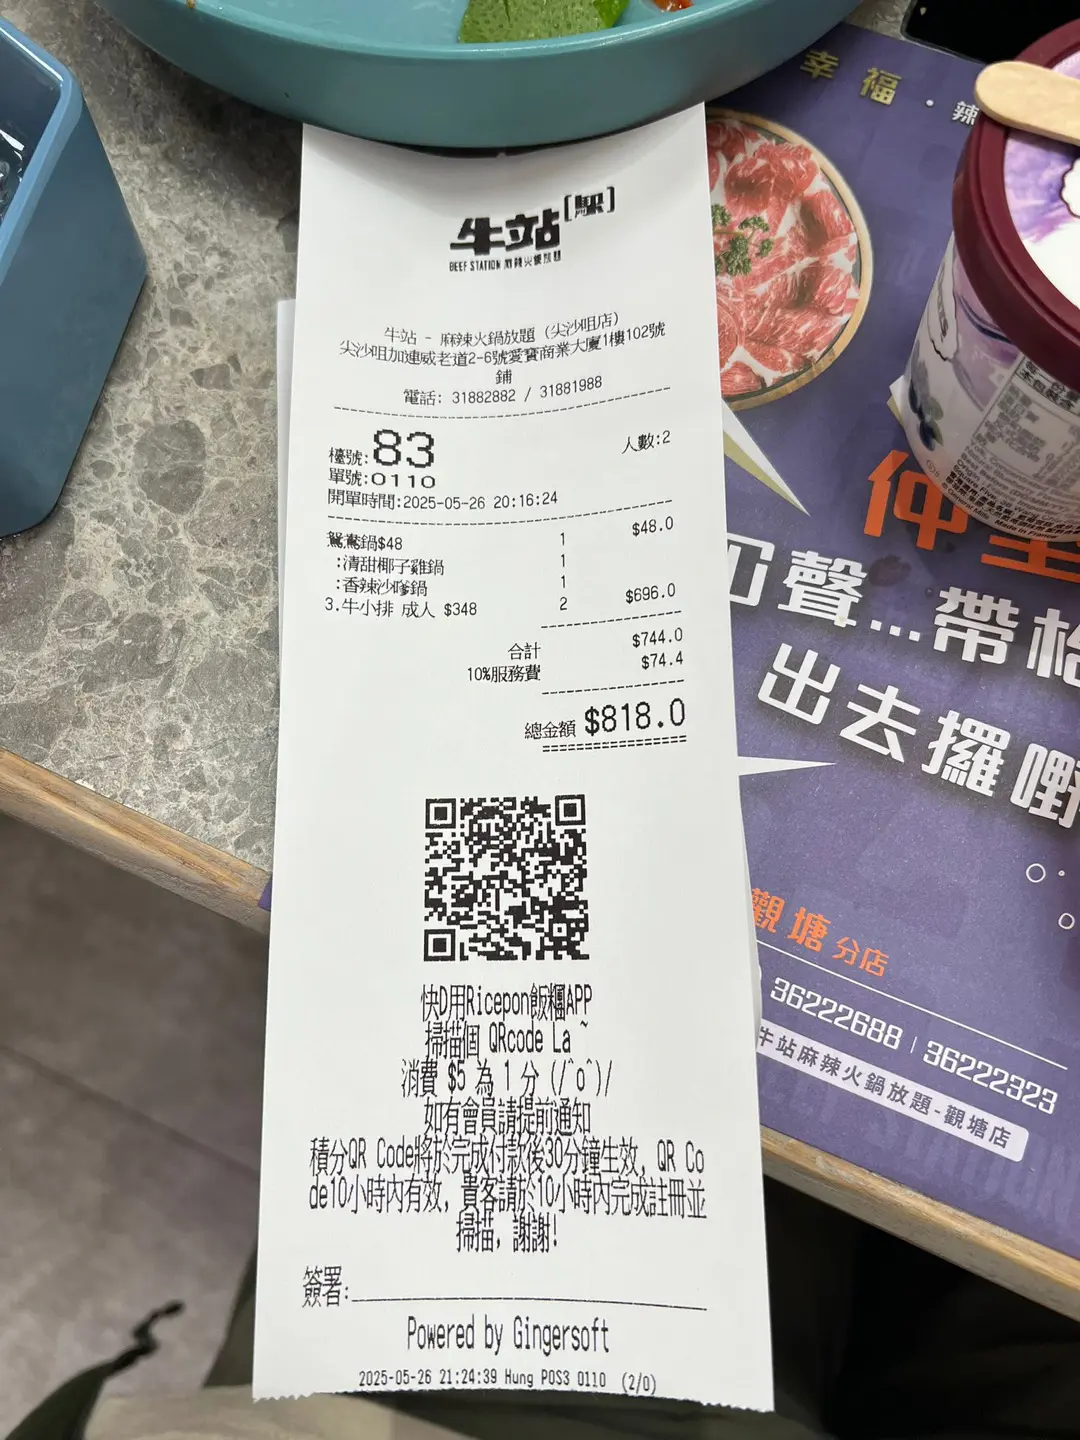 牛站[駅]
BEEF STATION 麻辣火鍋放題
牛站 - 麻辣火鍋放題 (尖沙咀店)
尖沙咀加連威老道2-6號愛賓商業大廈1樓102號
鋪
電話: 31882882 / 31881988
檯號:83 人數:2
單號:0110
開單時間:2025-05-26 20:16:24
鴛鴦鍋$48 1 $48.0
:清甜椰子雞鍋 1
:香辣沙嗲鍋 1
3.牛小排 成人 $348 2 $696.0
合計 $744.0
10%服務費 $74.4
總金額 $818.0
快D用Ricepon飯糰APP
掃描個 QRcode La ~
消費 $5 為 1 分 (/^o^)/
如有會員請提前通知
積分QR Code將於完成付款後30分鐘生效, QR Co
de10小時內有效, 貴客請於10小時內完成註冊並
掃描, 謝謝!
簽署:
Powered by Gingersoft
2025-05-26 21:24:39 Hung POS3 0110 (2/0)
幸福·辣
仲
聲...帶
出去攞嘢
觀塘分店
36222688 | 36222323
牛站麻辣火鍋放題-觀塘店